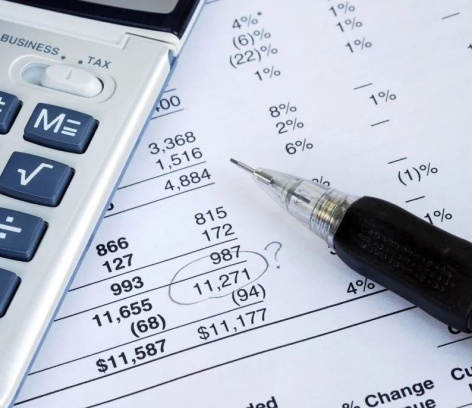 BUSINESS TAX
M=
√
÷
4%* 1%
(6)% 1%
(22)% 1%
1% —
8% 1%
2% —
3,368 6% —
1,516 (1)%
4,884 —
866 815 1%
127 172
993 987
11,655 11,271 ?
(68) (94) 4%
$11,587 $11,177
% Change